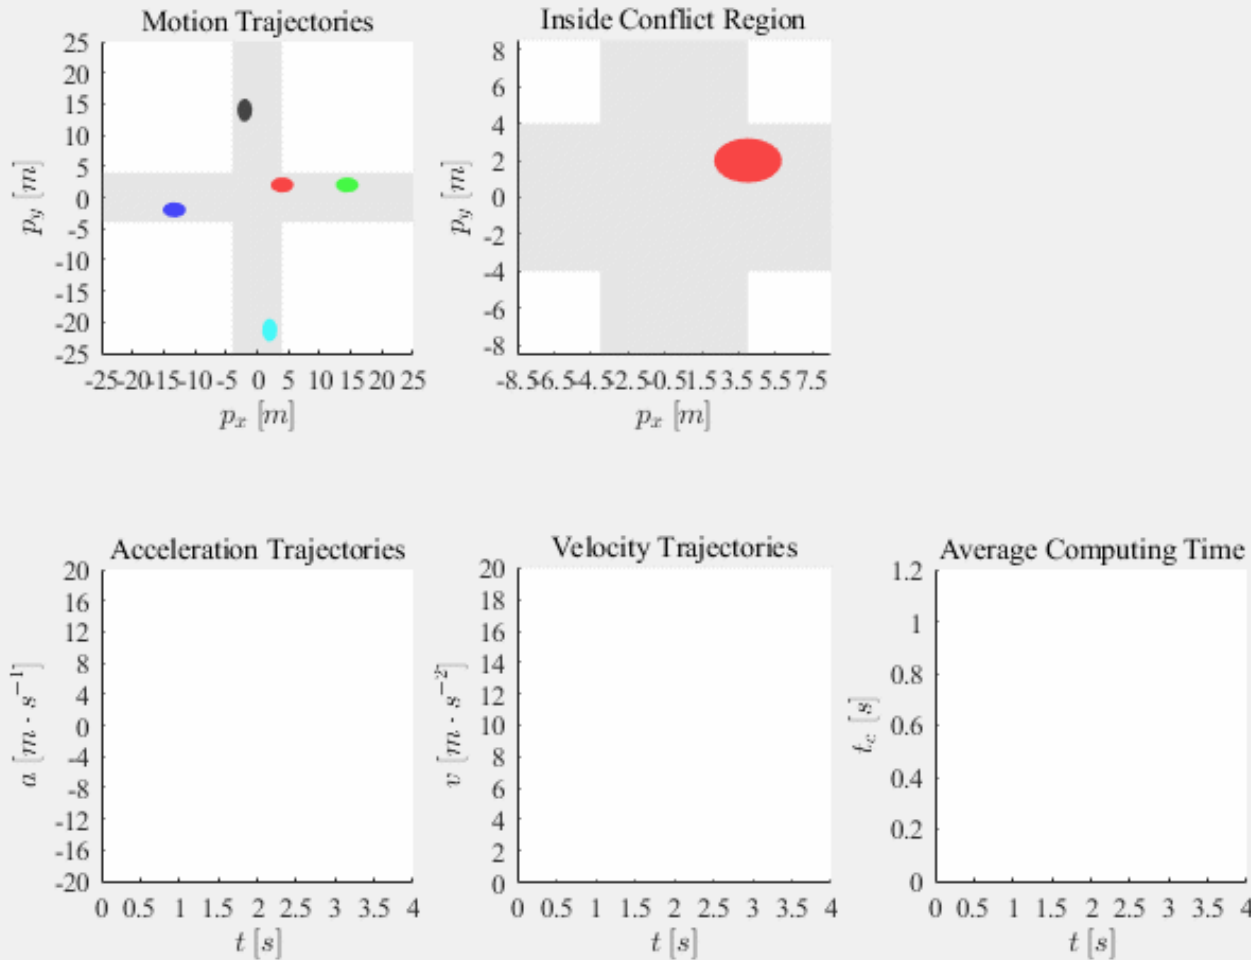 Motion Trajectories
25
20
15
10
5
0
-5
-10
-15
-20
-25
p_y [m]
-25-20-15-10 -5 0 5 10 15 20 25
p_x [m]
Inside Conflict Region
8
6
4
2
0
-2
-4
-6
-8
p_y [m]
-8.5-6.5-4.5-2.5-0.51.5 3.5 5.5 7.5
p_x [m]
Acceleration Trajectories
20
16
12
8
4
0
-4
-8
-12
-16
-20
a [m · s⁻¹]
0 0.5 1 1.5 2 2.5 3 3.5 4
t [s]
Velocity Trajectories
20
18
16
14
12
10
8
6
4
2
0
v [m · s⁻²]
0 0.5 1 1.5 2 2.5 3 3.5 4
t [s]
Average Computing Time
1.2
1
0.8
0.6
0.4
0.2
0
t_c [s]
0 0.5 1 1.5 2 2.5 3 3.5 4
t [s]